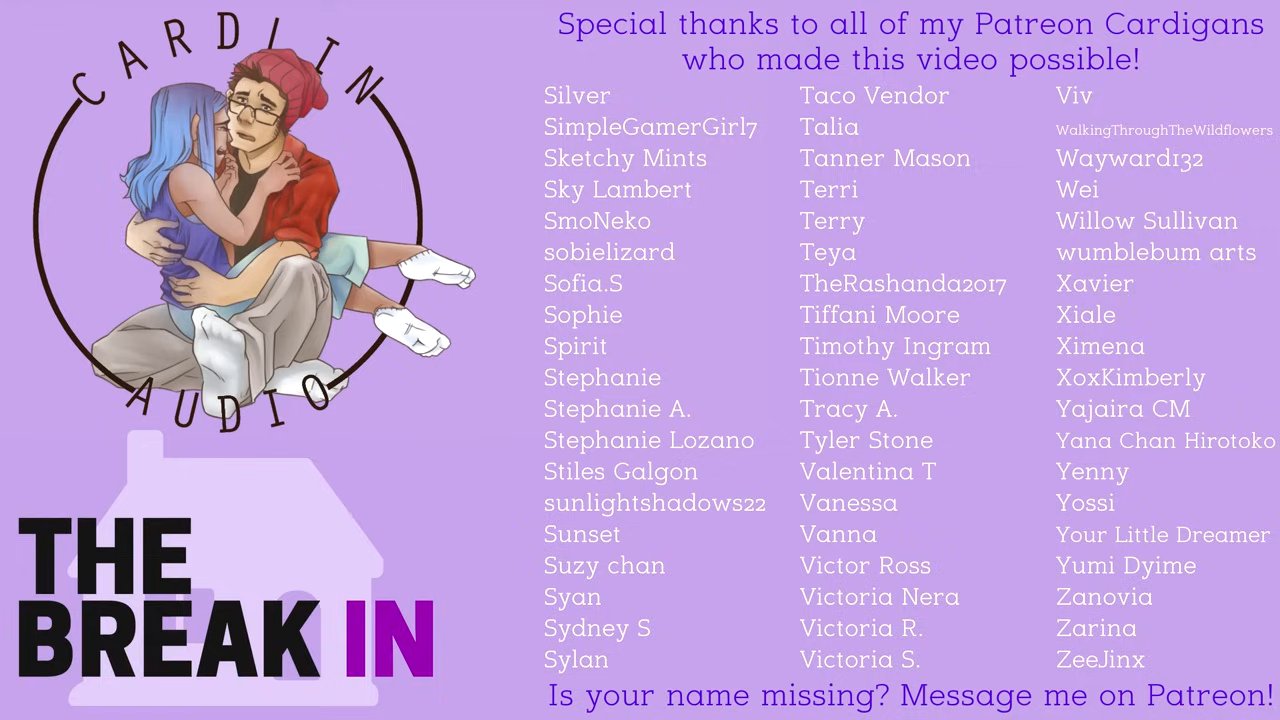 CARDLIN
AUDIO
THE
BREAK IN
Special thanks to all of my Patreon Cardigans
who made this video possible!
Silver
SimpleGamerGirl7
Sketchy Mints
Sky Lambert
SmoNeko
sobielizard
Sofia.S
Sophie
Spirit
Stephanie
Stephanie A.
Stephanie Lozano
Stiles Galgon
sunlightshadows22
Sunset
Suzy chan
Syan
Sydney S
Sylan
Taco Vendor
Talia
Tanner Mason
Terri
Terry
Teya
TheRashanda2017
Tiffani Moore
Timothy Ingram
Tionne Walker
Tracy A.
Tyler Stone
Valentina T
Vanessa
Vanna
Victor Ross
Victoria Nera
Victoria R.
Victoria S.
Viv
WalkingThroughTheWildflowers
Wayward132
Wei
Willow Sullivan
wumblebum arts
Xavier
Xiale
Ximena
XoxKimberly
Yajaira CM
Yana Chan Hirotoko
Yenny
Yossi
Your Little Dreamer
Yumi Dyime
Zanovia
Zarina
ZeeJinx
Is your name missing? Message me on Patreon!